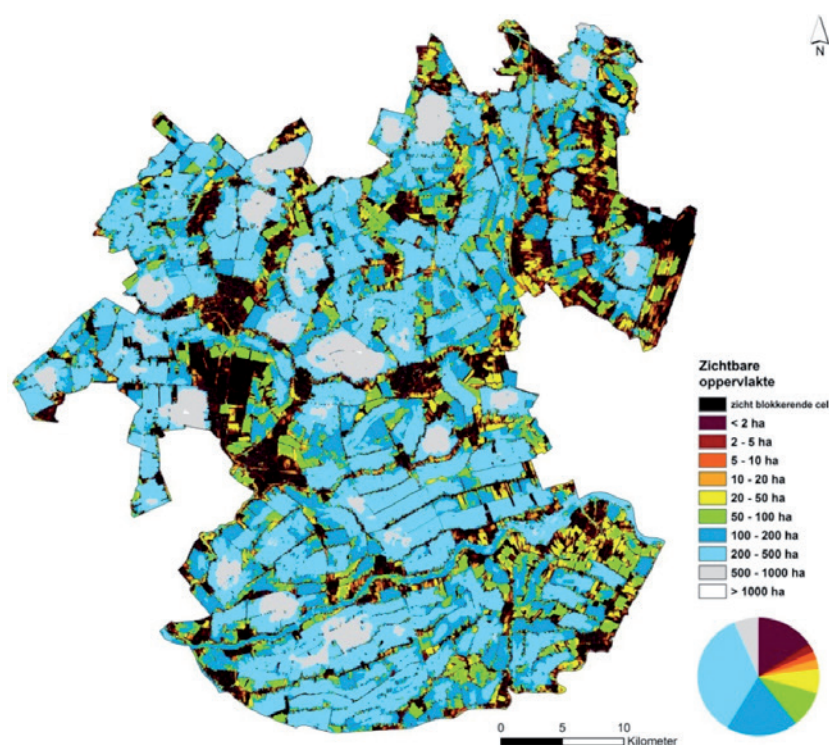 N
Zichtbare
oppervlakte
zicht blokkerende cel
< 2 ha
2 - 5 ha
5 - 10 ha
10 - 20 ha
20 - 50 ha
50 - 100 ha
100 - 200 ha
200 - 500 ha
500 - 1000 ha
> 1000 ha
0 5 10
Kilometer